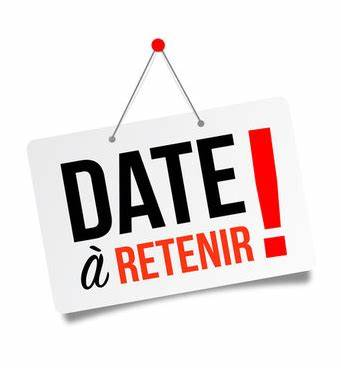 DATE
à RETENIR !